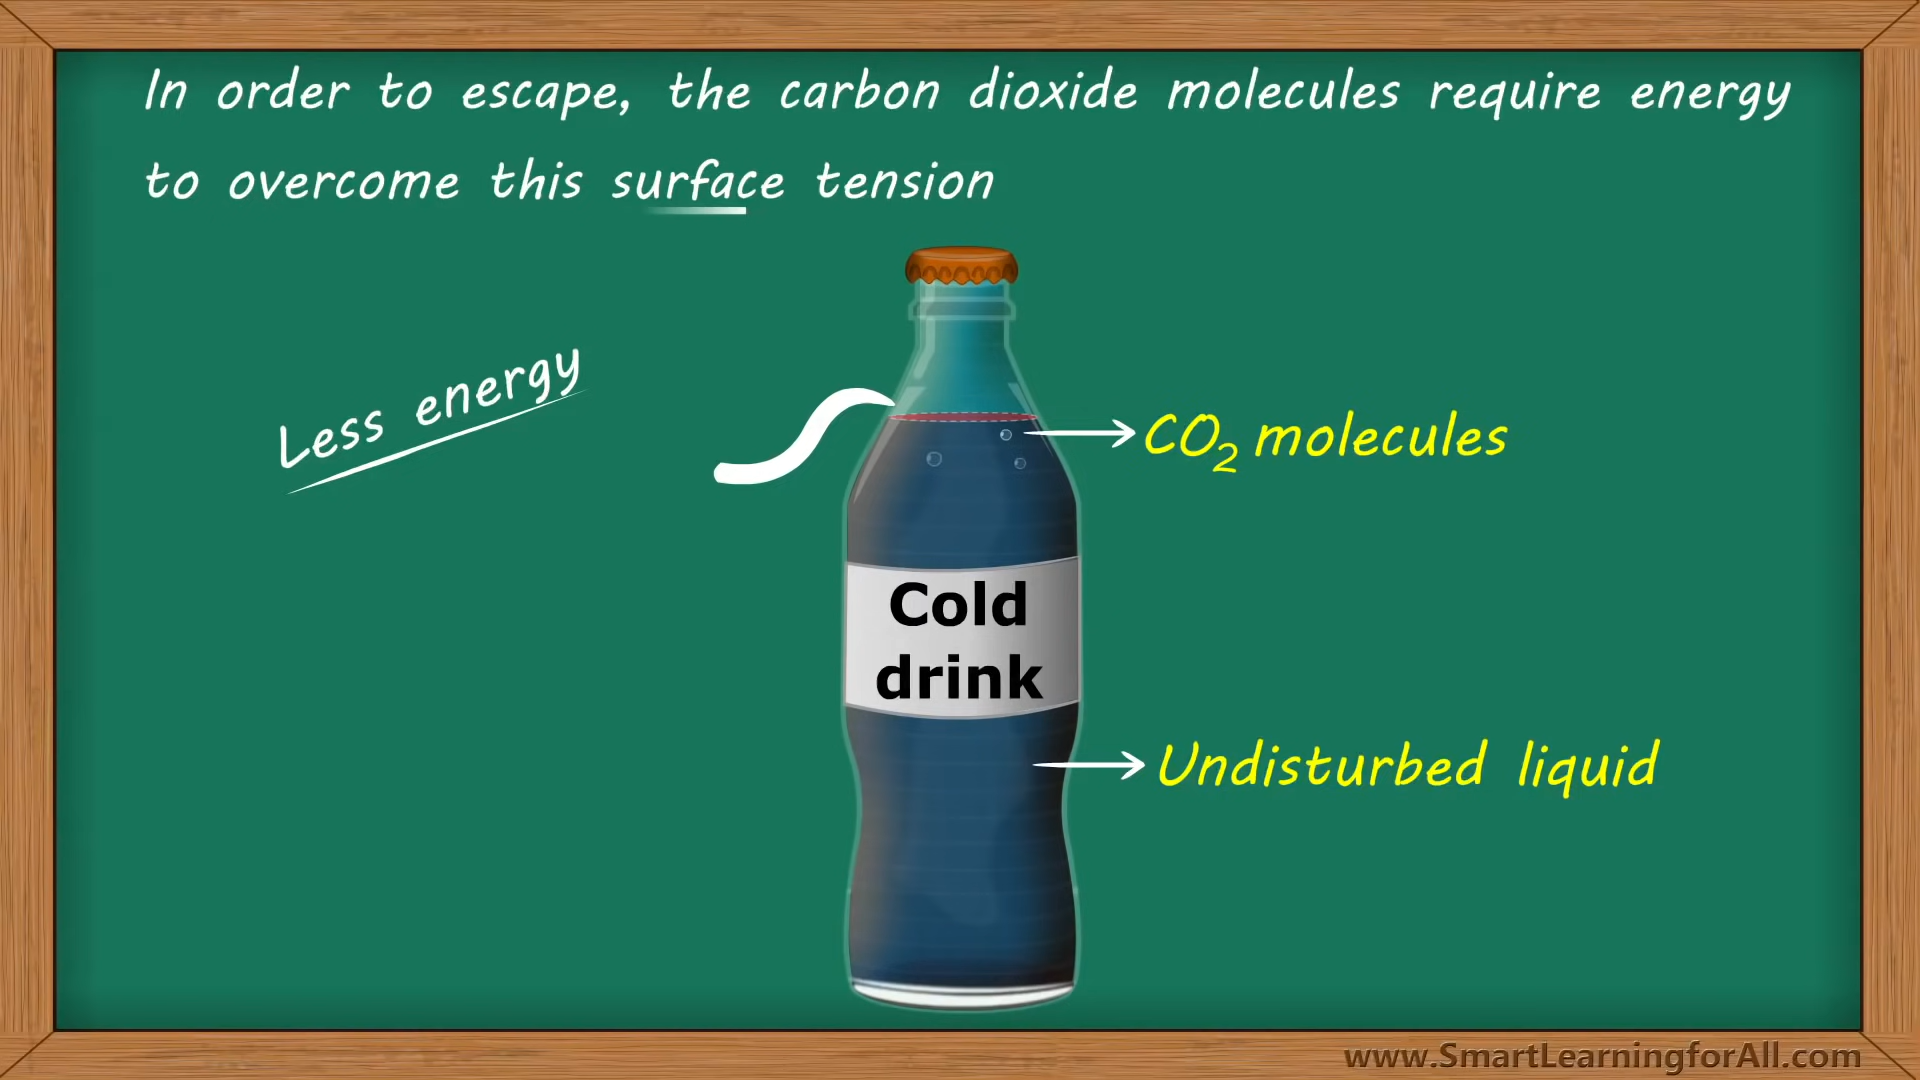 In order to escape, the carbon dioxide molecules require energy
to overcome this surface tension
Less energy
CO₂ molecules
Cold
drink
Undisturbed liquid
www.SmartLearningforAll.com